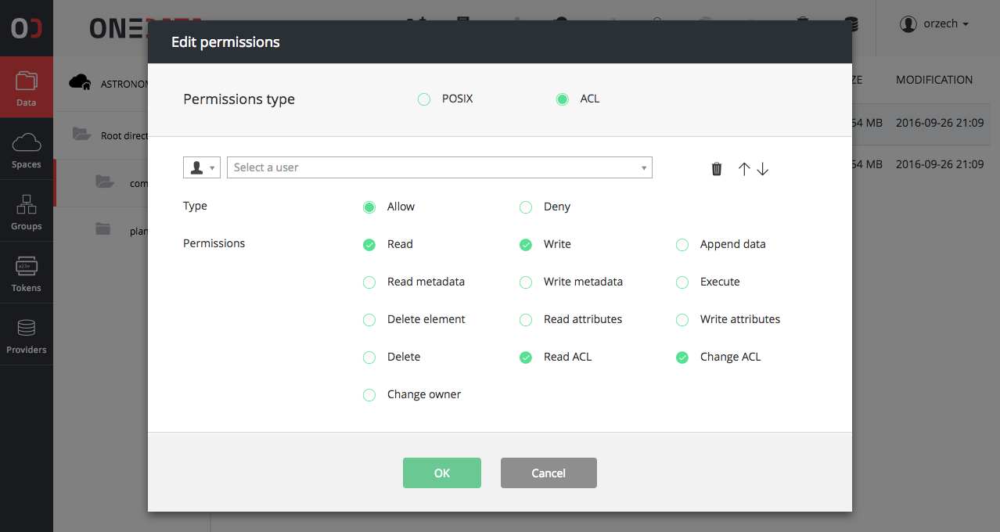 ONE
orzech
Edit permissions
Data
ASTRONOM
MODIFICATION
Permissions type
POSIX
ACL
54 MB
2016-09-26 21:09
Root direct
Spaces
Select a user
54 MB
2016-09-26 21:09
com
Type
Allow
Deny
Groups
plan
Permissions
Read
Write
Append data
a23e
Tokens
Read metadata
Write metadata
Execute
Delete element
Read attributes
Write attributes
Providers
Delete
Read ACL
Change ACL
Change owner
OK
Cancel